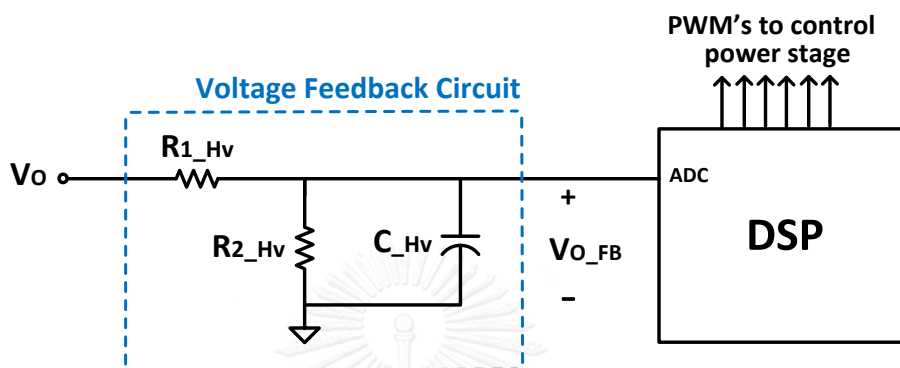 PWM's to control
power stage
Voltage Feedback Circuit
R1_Hv
Vo
ADC
+
R2_Hv
C_Hv
VO_FB
DSP
−